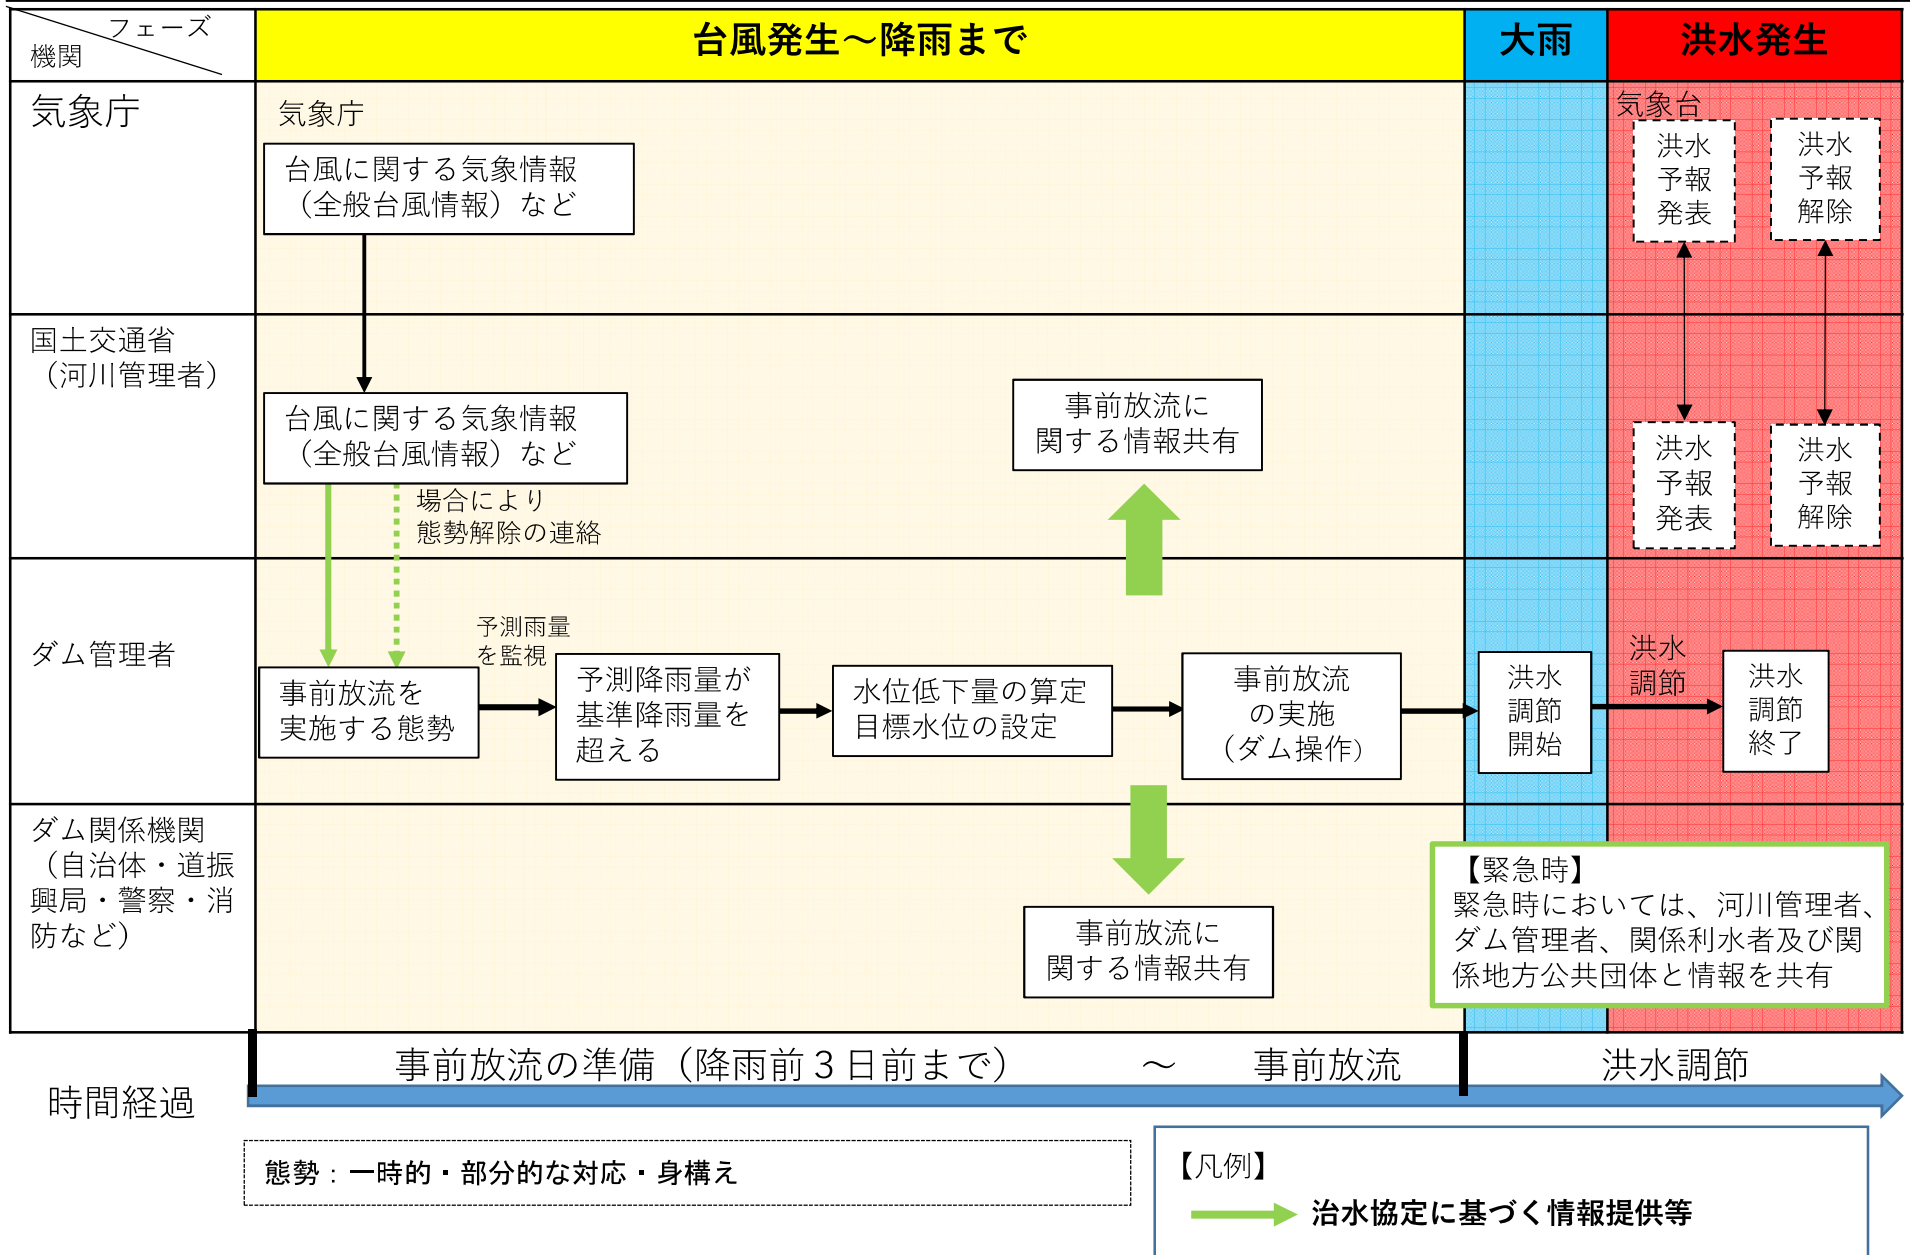 フェーズ
機関
台風発生～降雨まで
大雨
洪水発生
気象庁
気象庁
台風に関する気象情報
（全般台風情報）など
気象台
洪水
予報
発表
洪水
予報
解除
国土交通省
（河川管理者）
台風に関する気象情報
（全般台風情報）など
場合により
態勢解除の連絡
事前放流に
関する情報共有
洪水
予報
発表
洪水
予報
解除
ダム管理者
事前放流を
実施する態勢
予測雨量
を監視
予測降雨量が
基準降雨量を
超える
水位低下量の算定
目標水位の設定
事前放流
の実施
（ダム操作）
洪水
調節
開始
洪水
調節
洪水
調節
終了
ダム関係機関
（自治体・道振
興局・警察・消
防など）
事前放流に
関する情報共有
【緊急時】
緊急時においては、河川管理者、
ダム管理者、関係利水者及び関
係地方公共団体と情報を共有
時間経過
事前放流の準備（降雨前３日前まで）　～　事前放流
洪水調節
態勢：一時的・部分的な対応・身構え
【凡例】
治水協定に基づく情報提供等